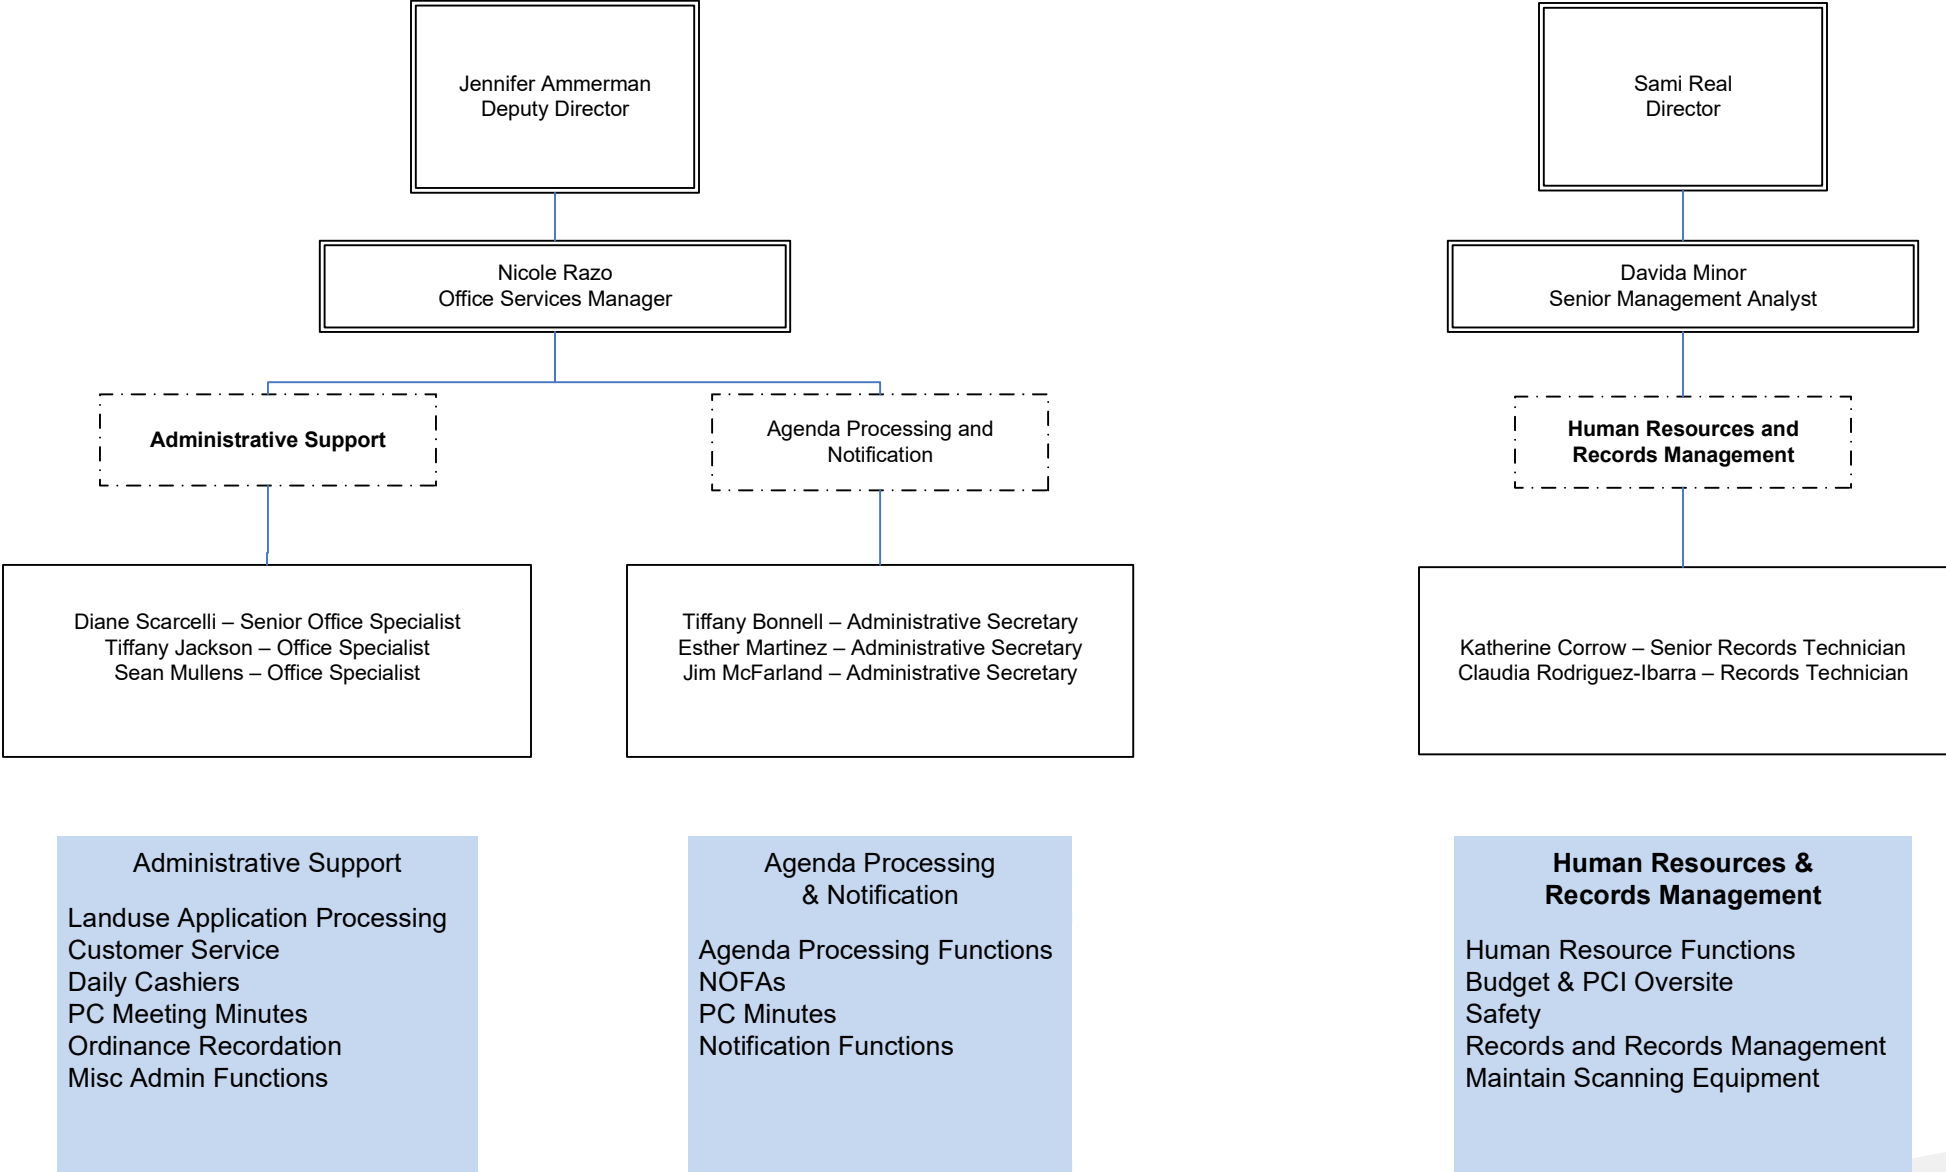 Jennifer Ammerman
Deputy Director
Sami Real
Director
Nicole Razo
Office Services Manager
Davida Minor
Senior Management Analyst
Administrative Support
Agenda Processing and
Notification
Human Resources and
Records Management
Diane Scarcelli – Senior Office Specialist
Tiffany Jackson – Office Specialist
Sean Mullens – Office Specialist
Tiffany Bonnell – Administrative Secretary
Esther Martinez – Administrative Secretary
Jim McFarland – Administrative Secretary
Katherine Corrow – Senior Records Technician
Claudia Rodriguez-Ibarra – Records Technician
Administrative Support
Landuse Application Processing
Customer Service
Daily Cashiers
PC Meeting Minutes
Ordinance Recordation
Misc Admin Functions
Agenda Processing
& Notification
Agenda Processing Functions
NOFAs
PC Minutes
Notification Functions
Human Resources &
Records Management
Human Resource Functions
Budget & PCI Oversite
Safety
Records and Records Management
Maintain Scanning Equipment